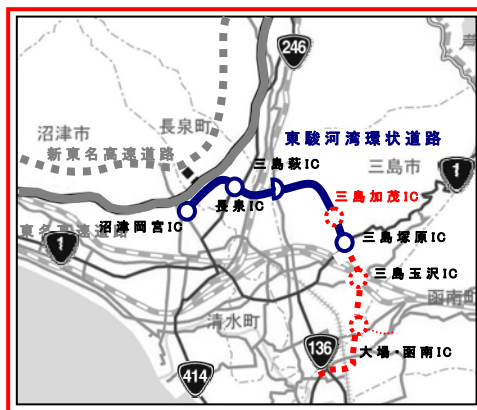 246
沼津市
長泉町
新東名高速道路
東駿河湾環状道路
三島萩IC
三島市
1
三島加茂IC
長泉IC
沼津岡宮IC
東名高速道路
1
三島塚原IC
三島玉沢IC
函南町
清水町
大場・函南IC
136
414